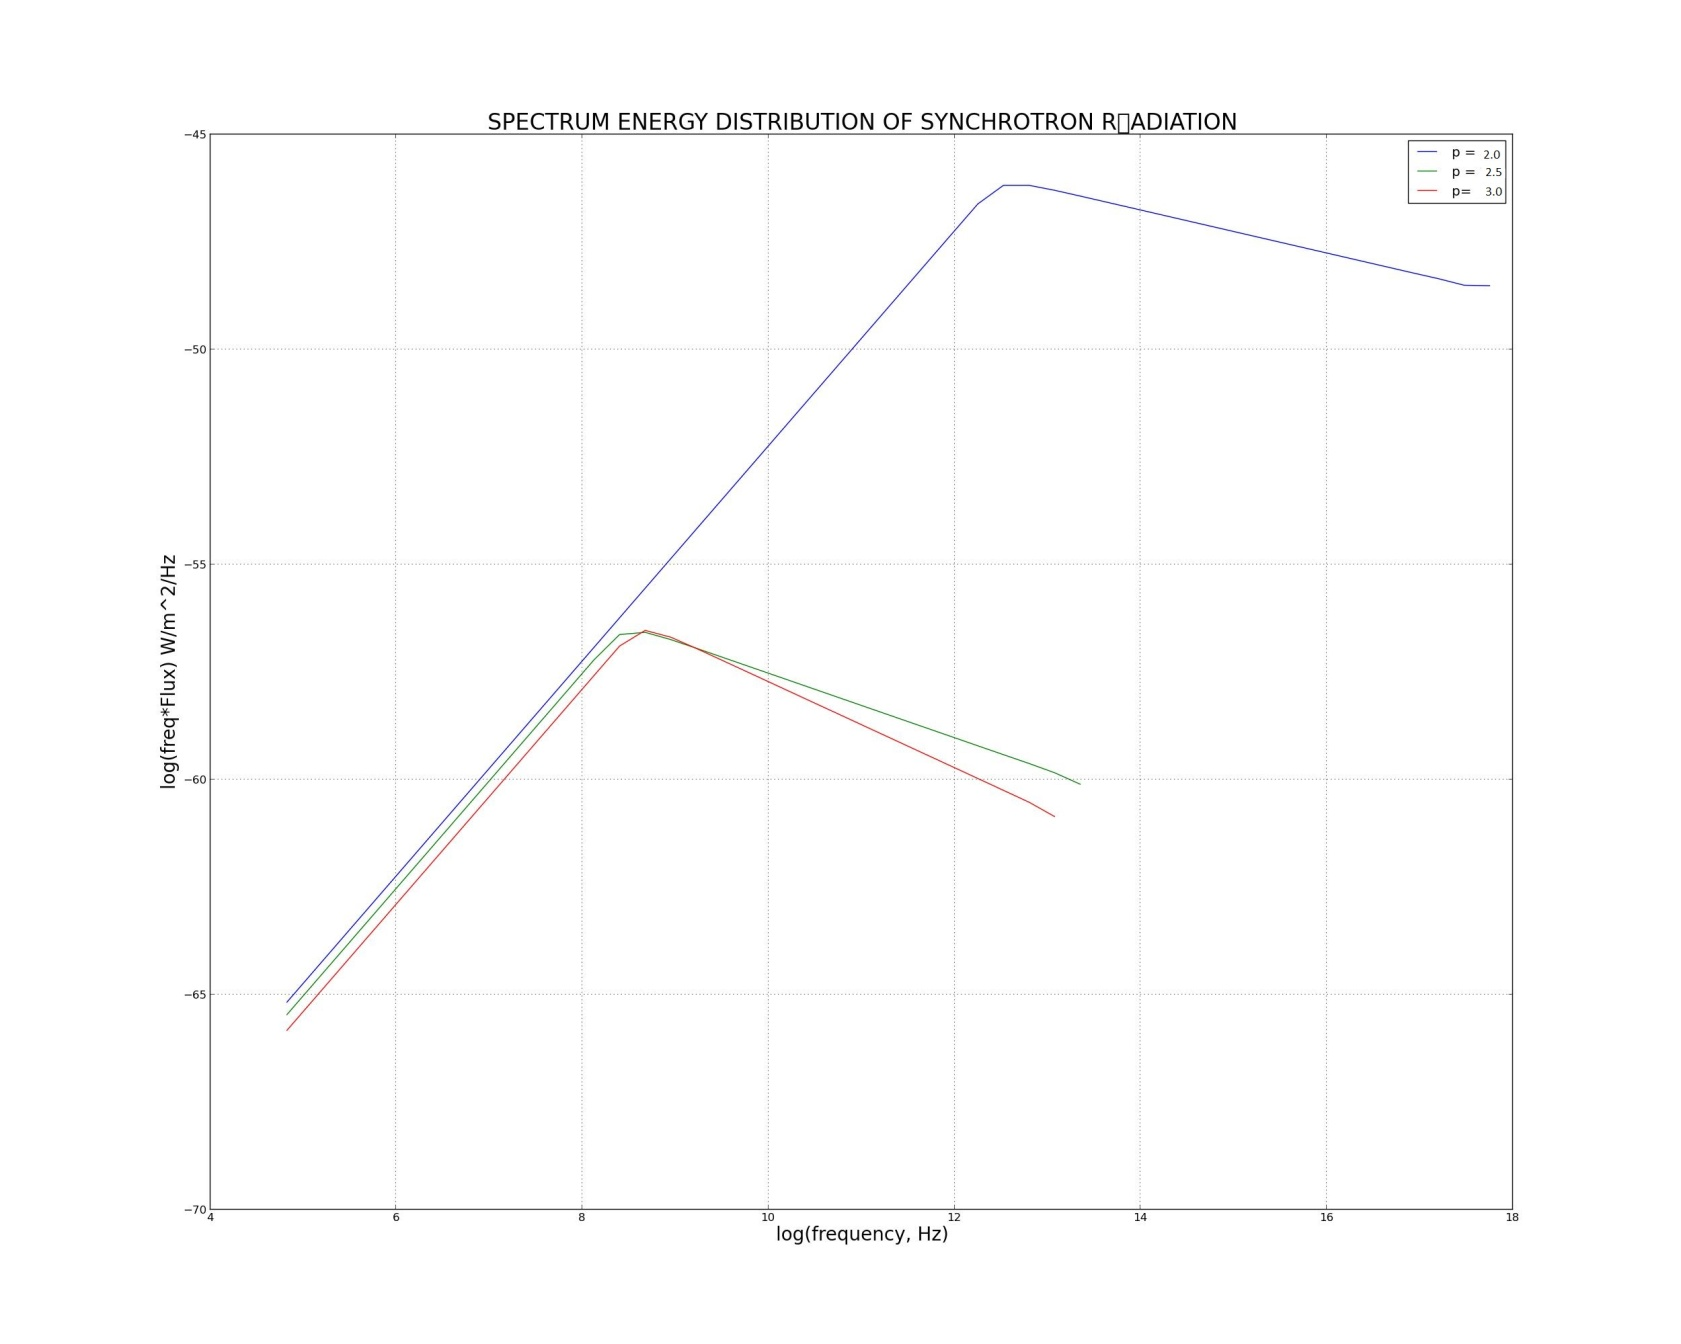 SPECTRUM ENERGY DISTRIBUTION OF SYNCHROTRON R▯ADIATION
−45
p = 2.0
p = 2.5
p= 3.0
−50
−55
log(freq*Flux) W/m^2/Hz
−60
−65
−70
4 6 8 10 12 14 16 18
log(frequency, Hz)